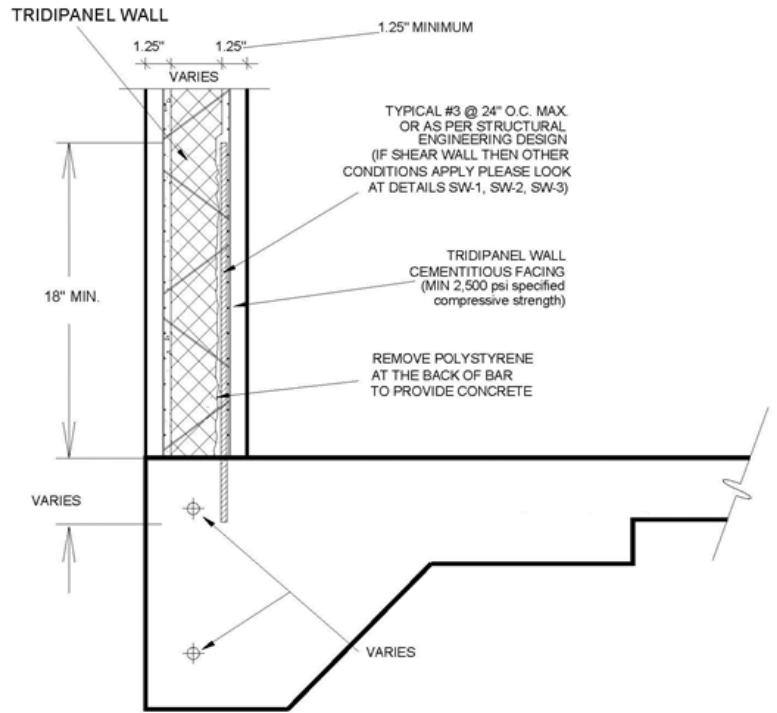 TRIDIPANEL WALL
1.25" MINIMUM
1.25" 1.25"
VARIES
TYPICAL #3 @ 24" O.C. MAX.
OR AS PER STRUCTURAL
ENGINEERING DESIGN
(IF SHEAR WALL THEN OTHER
CONDITIONS APPLY PLEASE LOOK
AT DETAILS SW-1, SW-2, SW-3)
TRIDIPANEL WALL
CEMENTITIOUS FACING
(MIN 2,500 psi specified
compressive strength)
18" MIN.
REMOVE POLYSTYRENE
AT THE BACK OF BAR
TO PROVIDE CONCRETE
VARIES
VARIES